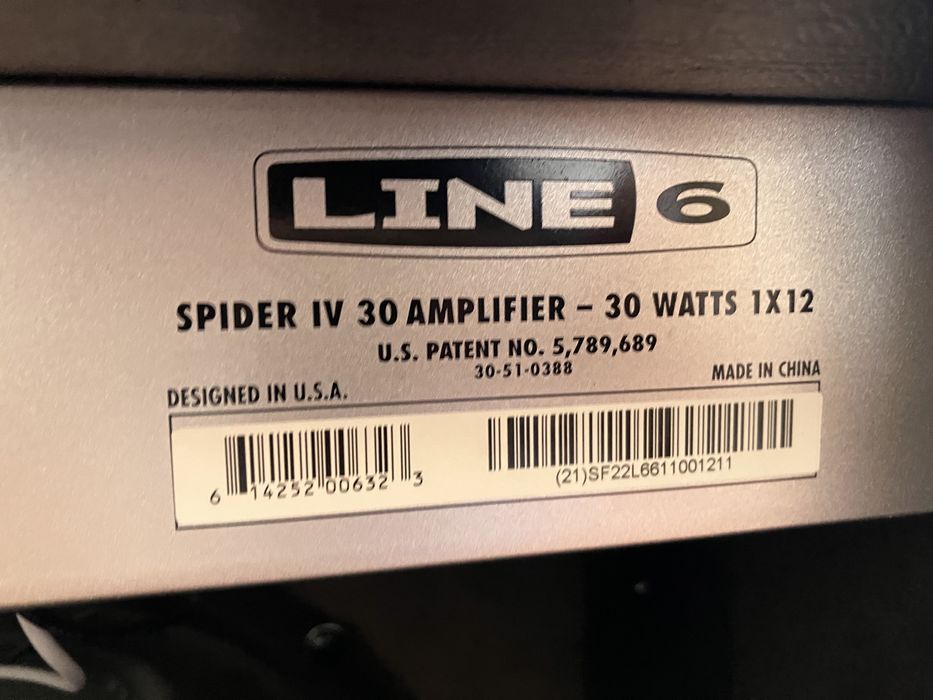 LINE 6
SPIDER IV 30 AMPLIFIER – 30 WATTS 1X12
U.S. PATENT NO. 5,789,689
30-51-0388
DESIGNED IN U.S.A.
MADE IN CHINA
6 14252 00632 3
(21)SF22L6611001211